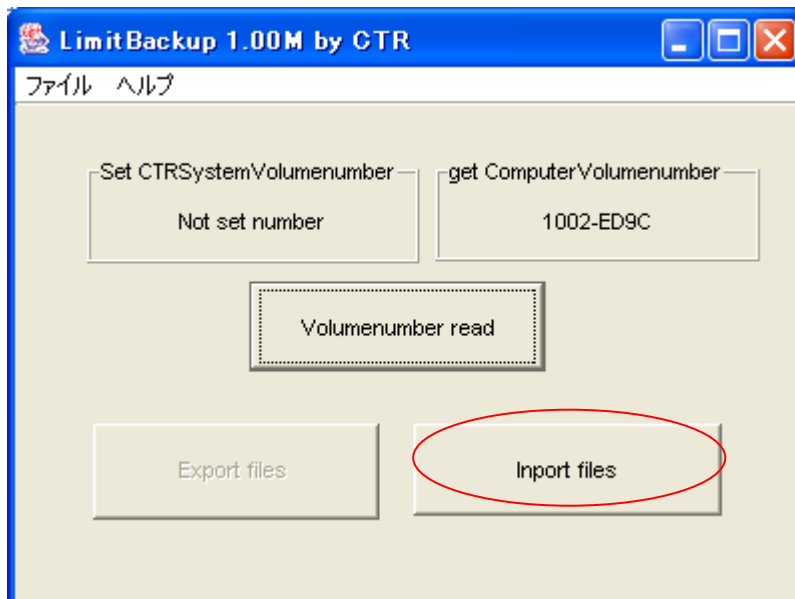 LimitBackup 1.00M by CTR
ファイル ヘルプ
Set CTRSystemVolumenumber get ComputerVolumenumber
Not set number 1002-ED9C
Volumenumber read
Export files Inport files